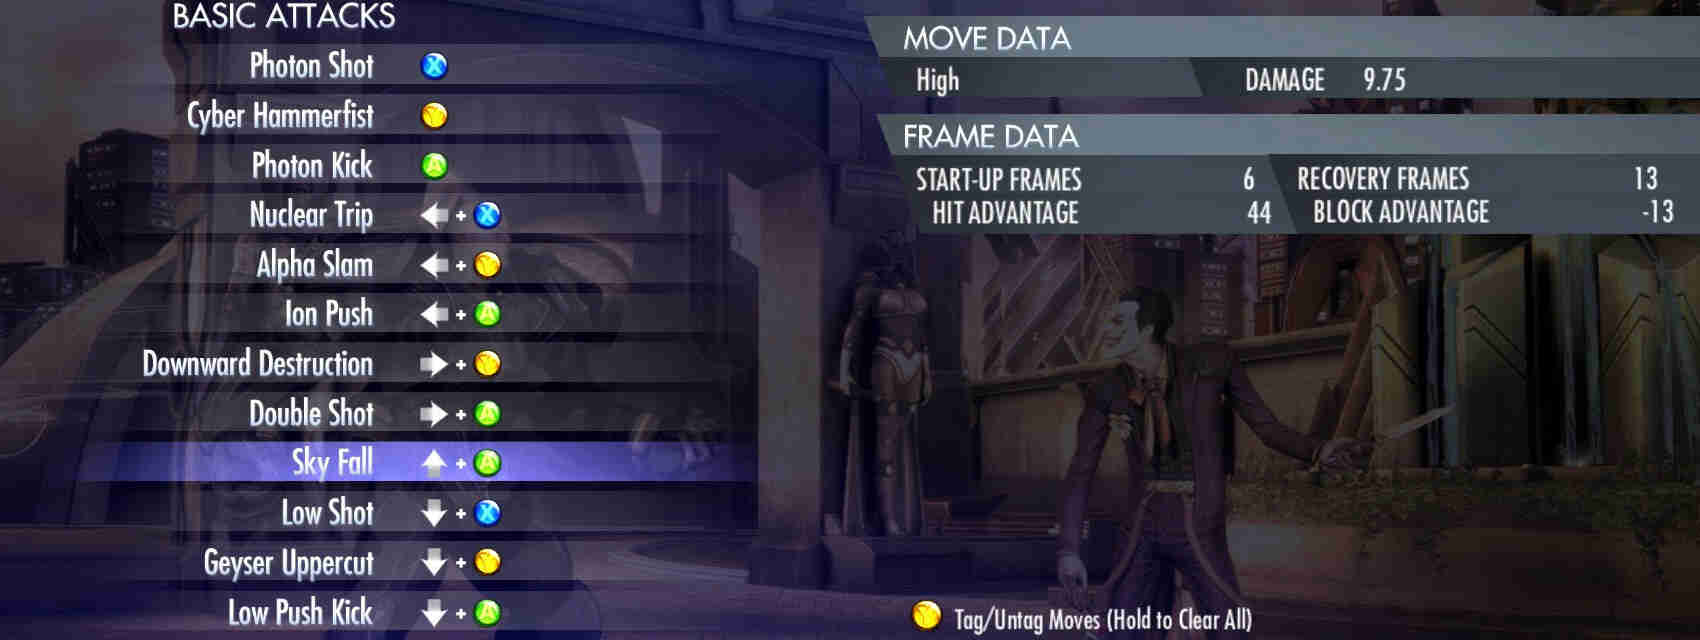 BASIC ATTACKS
Photon Shot X
Cyber Hammerfist Y
Photon Kick A
Nuclear Trip + X
Alpha Slam + Y
Ion Push + A
Downward Destruction + Y
Double Shot + A
Sky Fall + A
Low Shot + X
Geyser Uppercut + Y
Low Push Kick + A
MOVE DATA
High DAMAGE 9.75
FRAME DATA
START-UP FRAMES 6 RECOVERY FRAMES 13
HIT ADVANTAGE 44 BLOCK ADVANTAGE -13
Y Tag/Untag Moves (Hold to Clear All)